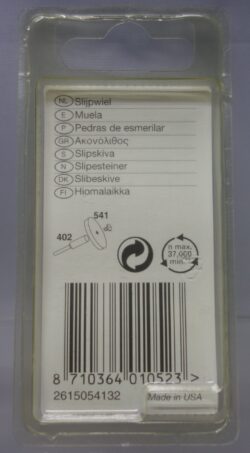 NL Slijpwiel
E Muela
P Pedras de esmerilar
GR Ακονόλιθος
S Slipskiva
N Slipesteiner
DK Slibeskive
FI Hiomalaikka
541
402
n max.
37.000
min.
8 710364 010523 >
2615054132
Made in USA